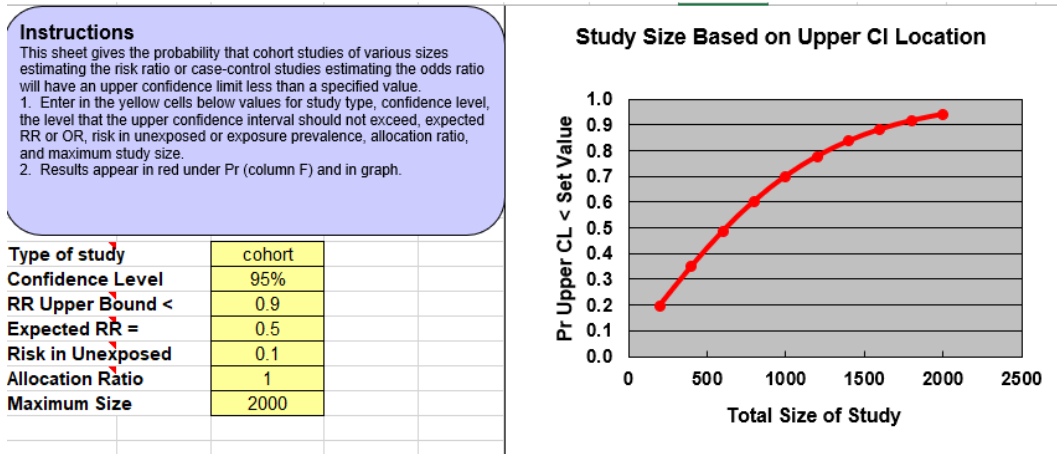 Instructions
This sheet gives the probability that cohort studies of various sizes
estimating the risk ratio or case-control studies estimating the odds ratio
will have an upper confidence limit less than a specified value.
1. Enter in the yellow cells below values for study type, confidence level,
the level that the upper confidence interval should not exceed, expected
RR or OR, risk in unexposed or exposure prevalence, allocation ratio,
and maximum study size.
2. Results appear in red under Pr (column F) and in graph.
Type of study cohort
Confidence Level 95%
RR Upper Bound < 0.9
Expected RR = 0.5
Risk in Unexposed 0.1
Allocation Ratio 1
Maximum Size 2000
Study Size Based on Upper CI Location
Pr Upper CL < Set Value
1.0
0.9
0.8
0.7
0.6
0.5
0.4
0.3
0.2
0.1
0.0
0 500 1000 1500 2000 2500
Total Size of Study